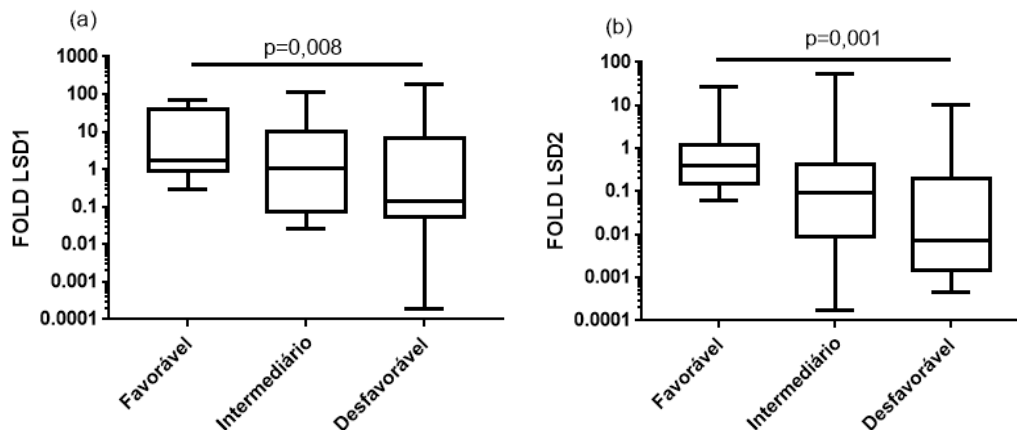 (a)
p=0,008
FOLD LSD1
1000
100
10
1
0.1
0.01
0.001
0.0001
Favorável
Intermediário
Desfavorável
(b)
p=0,001
FOLD LSD2
100
10
1
0.1
0.01
0.001
0.0001
Favorável
Intermediário
Desfavorável